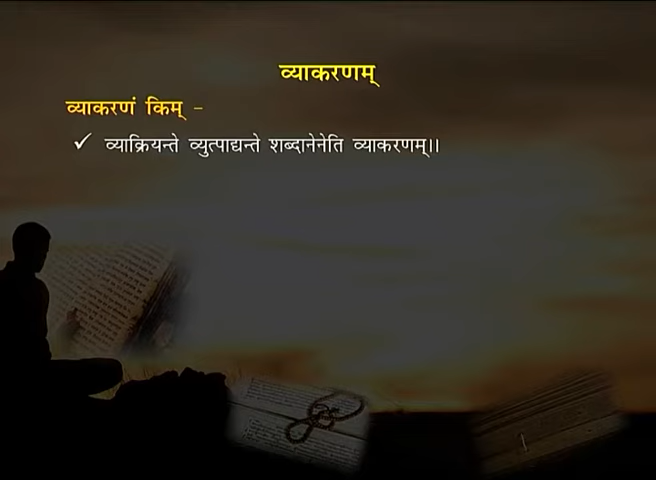 व्याकरणम्
व्याकरणं किम् -
✓ व्याक्रियन्ते व्युत्पाद्यन्ते शब्दानेनेति व्याकरणम्।।